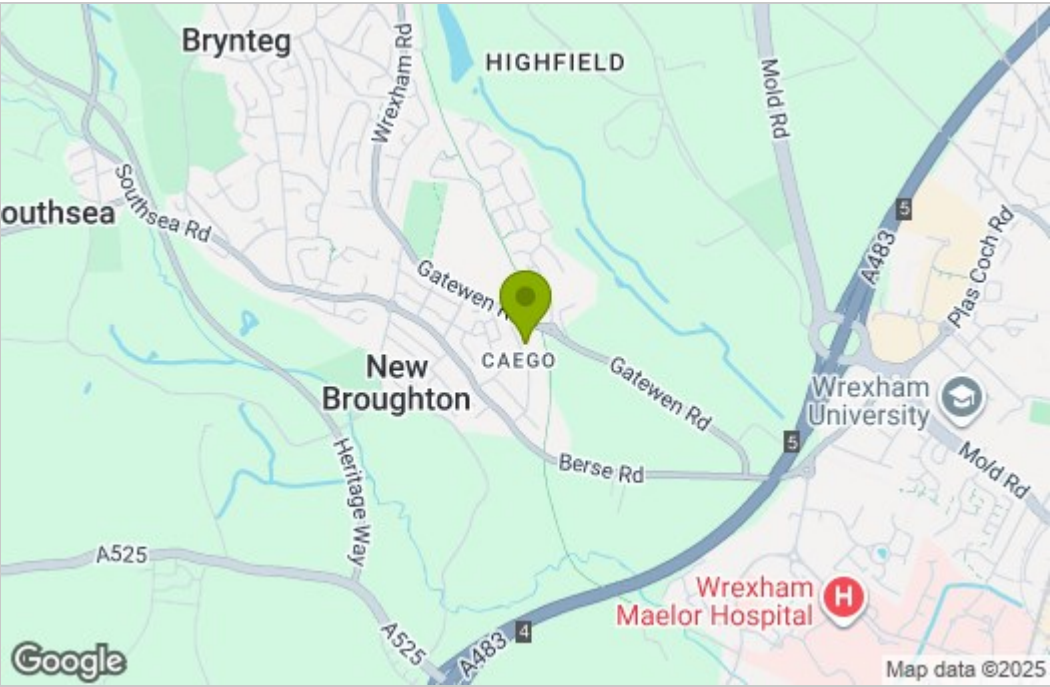 Brynteg
Wrexham Rd
HIGHFIELD
Mold Rd
5
A483
Plas Coch Rd
outhsea
Southsea Rd
Gatewen R
CAEGO
New
Broughton
Gatewen Rd
Wrexham
University
5
Mold Rd
Berse Rd
Heritage Way
A525
Wrexham
Maelor Hospital
H
4
A483
A525
Google
Map data ©2025